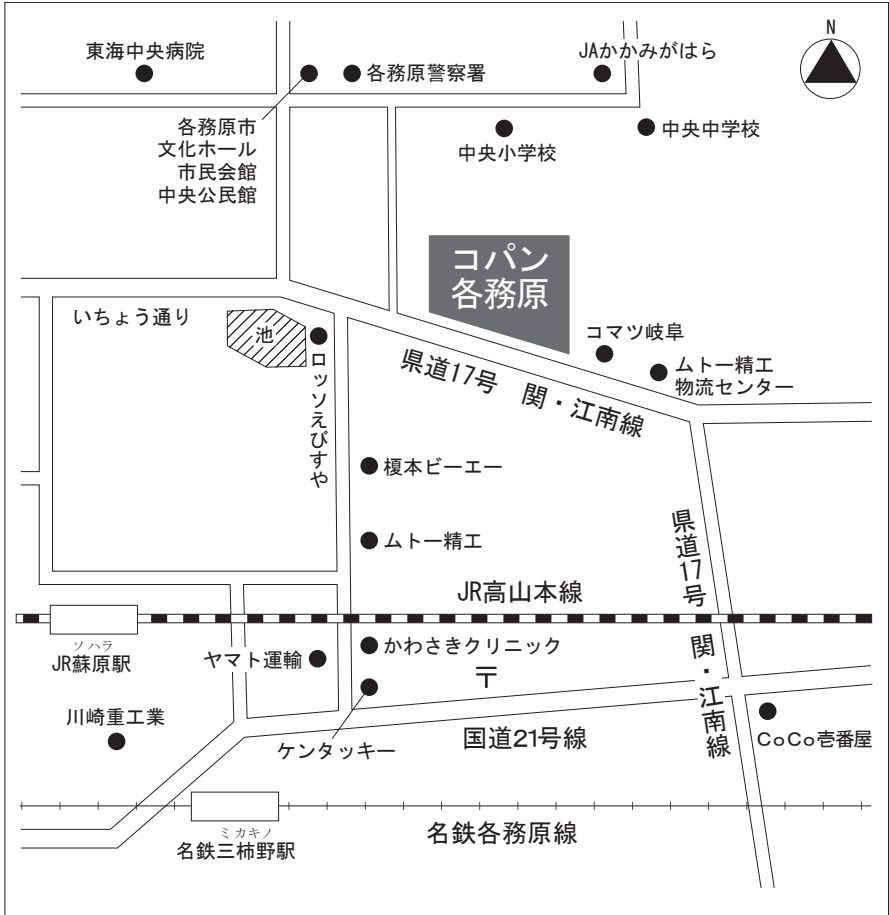 N
東海中央病院
各務原警察署
JAかかみがはら
各務原市
文化ホール
市民会館
中央公民館
中央小学校
中央中学校
コパン
各務原
いちょう通り
池
ロッソえびすや
コマツ岐阜
ムトー精工
物流センター
県道17号 関・江南線
榎本ビーエー
ムトー精工
県道17号 関・江南線
JR高山本線
ソハラ
JR蘇原駅
ヤマト運輸
かわさきクリニック
〒
川崎重工業
ケンタッキー
国道21号線
CoCo壱番屋
ミカキノ
名鉄三柿野駅
名鉄各務原線